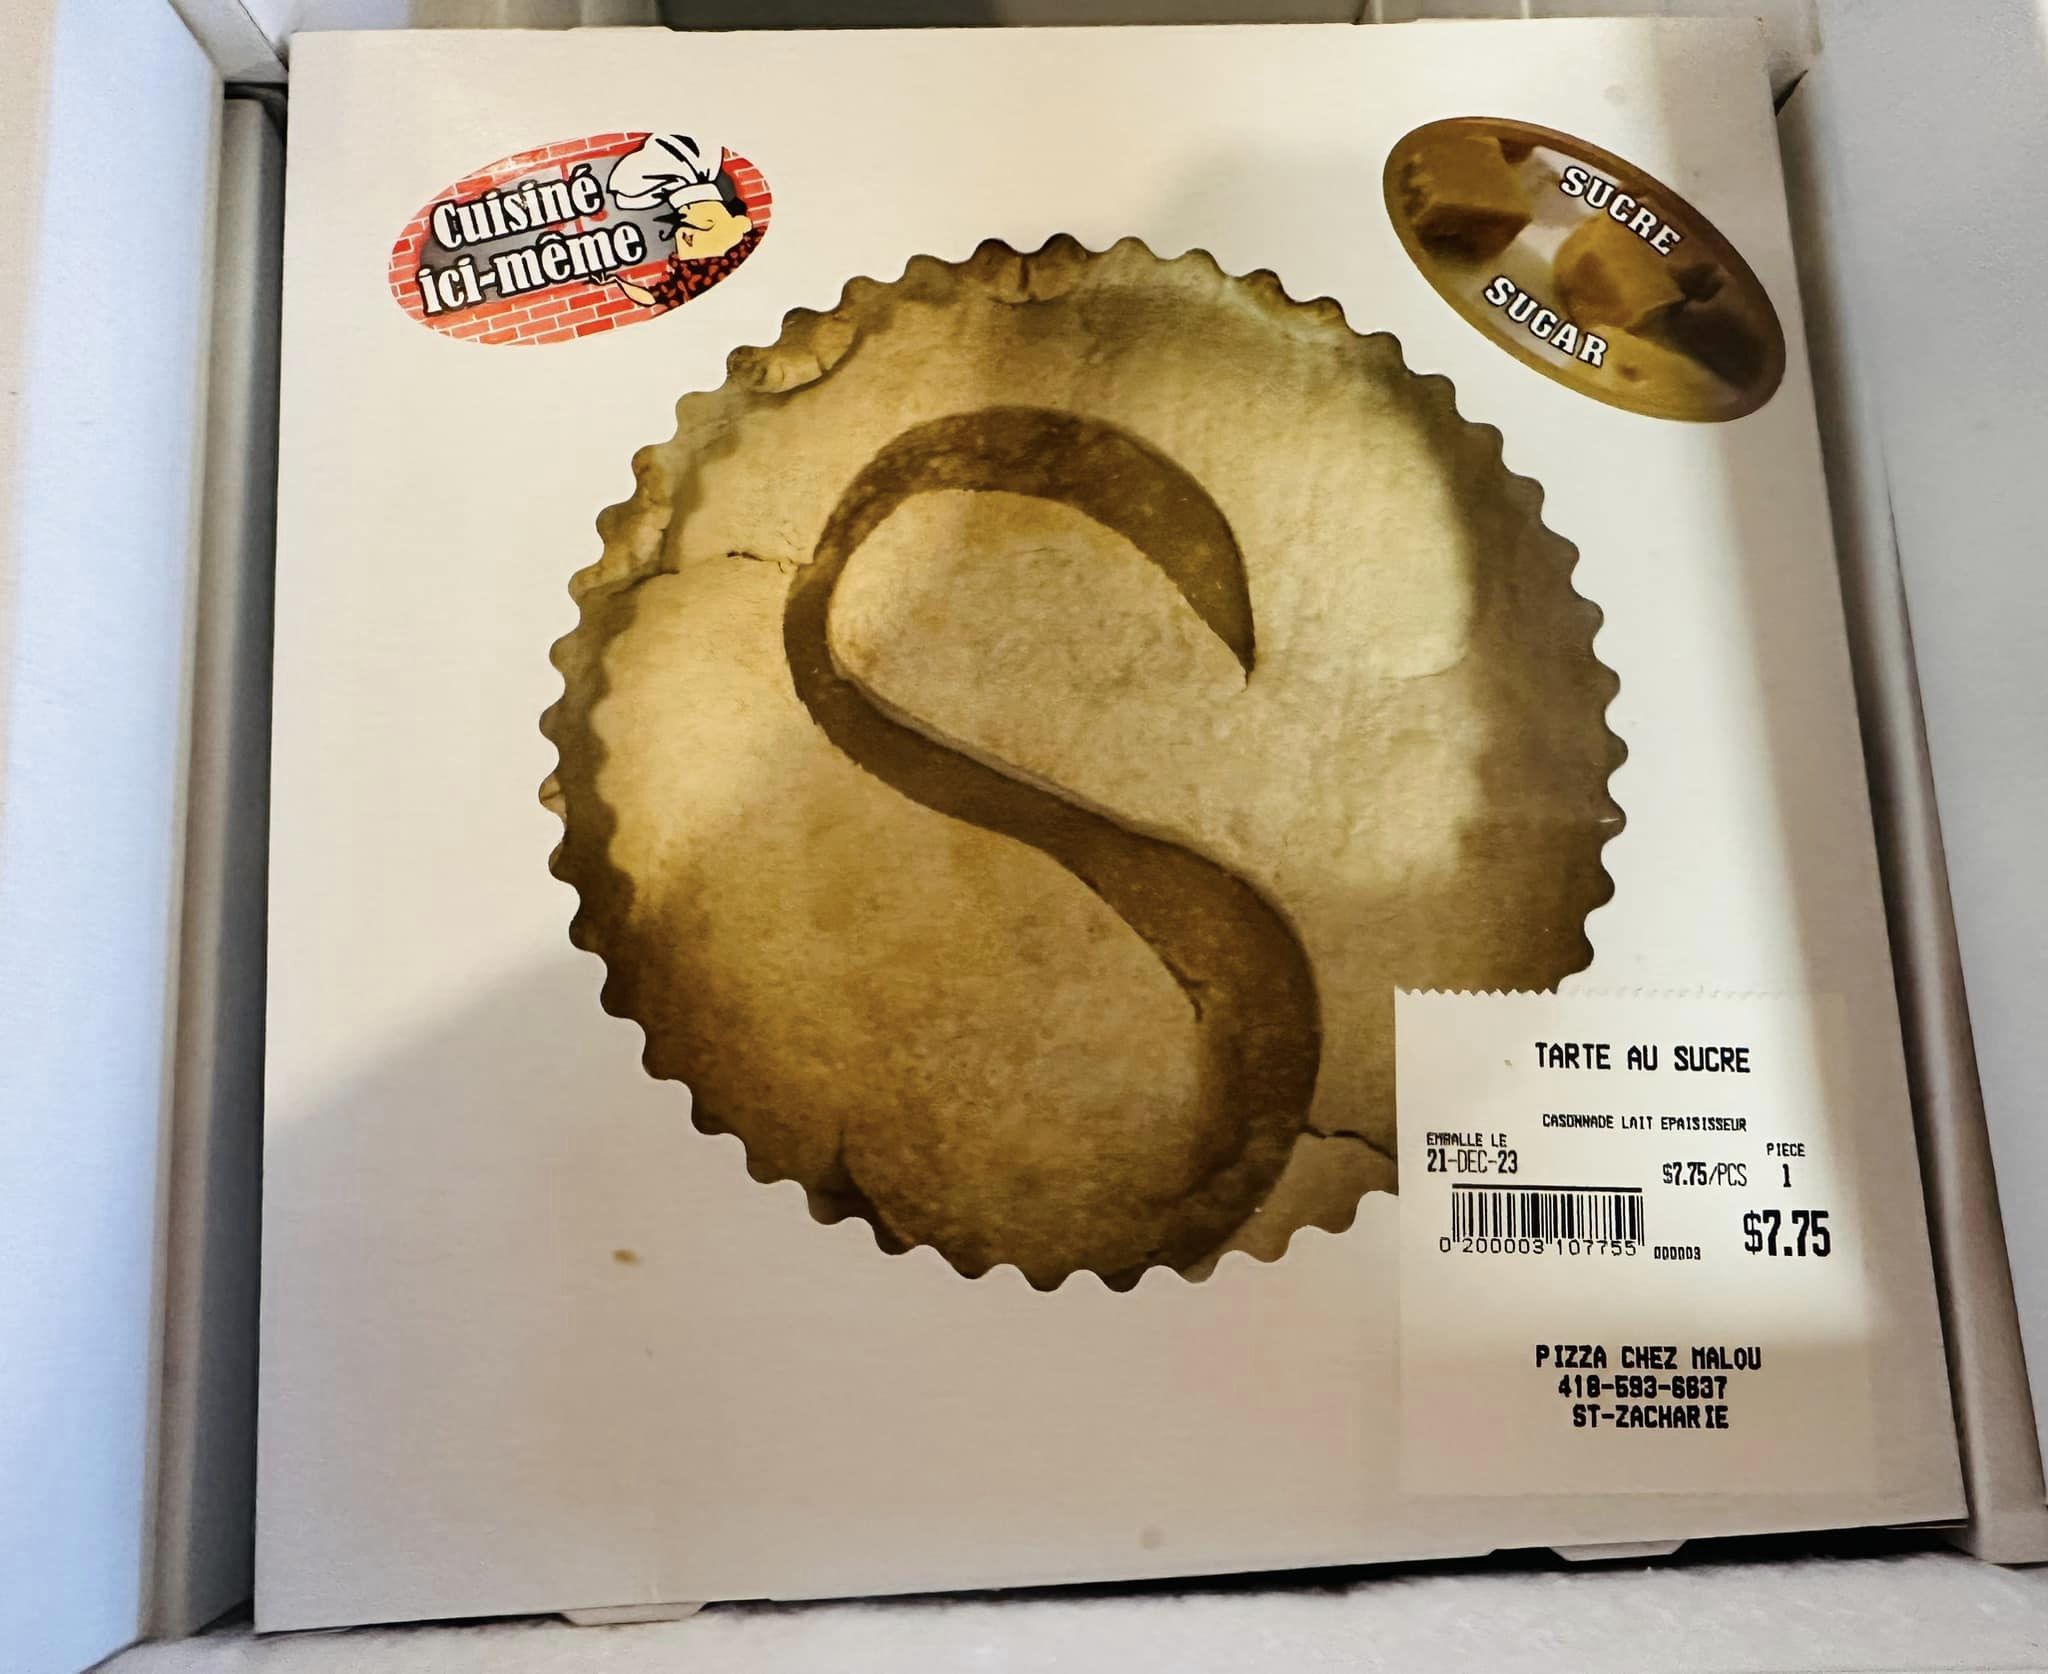 Cuisiné
ici-même
SUCRE
SUGAR
S
TARTE AU SUCRE
CASONNADE LAIT EPAISISSEUR
EMBALLE LE
21-DEC-23
PIECE
$7.75/PCS 1
0 200003 107755 000003
$7.75
PIZZA CHEZ MALOU
418-593-6637
ST-ZACHARIE